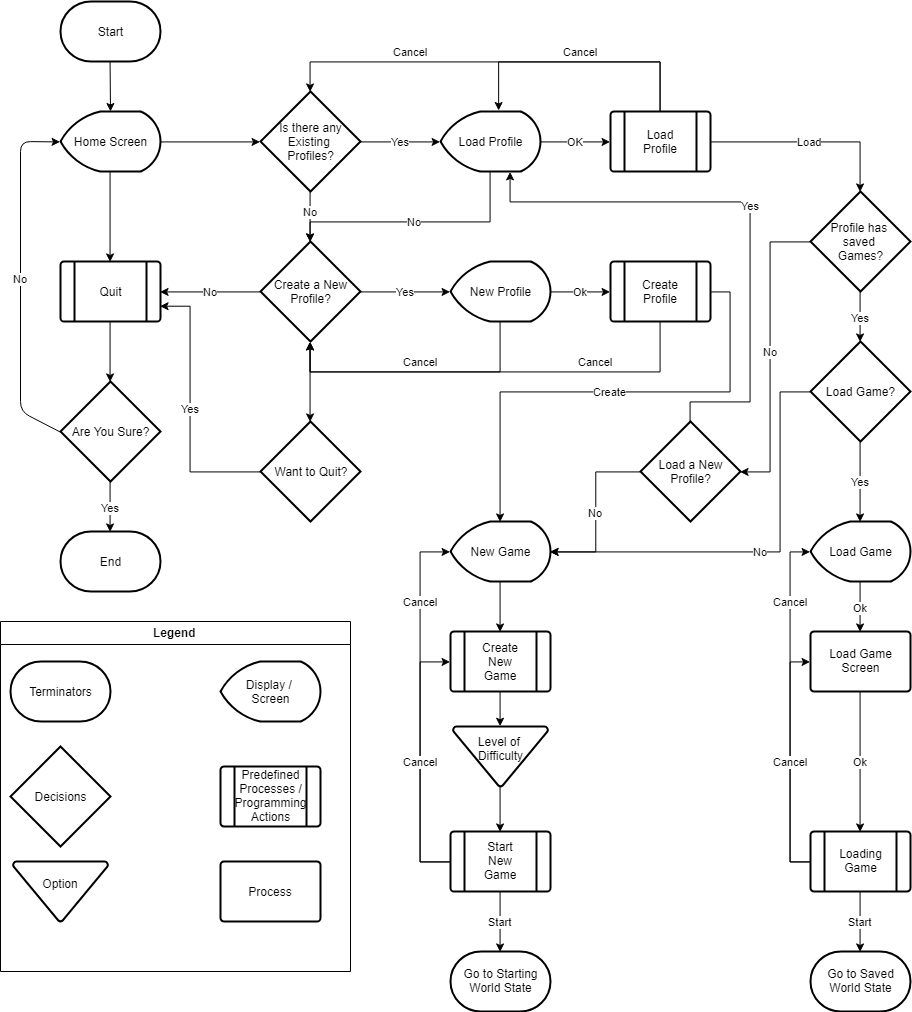 Start
Cancel
Cancel
Home Screen
Is there any
Existing
Profiles?
Yes
Load Profile
OK
Load
Profile
Load
No
No
Yes
Profile has
saved
Games?
No
Quit
No
Create a New
Profile?
Yes
New Profile
Ok
Create
Profile
Yes
No
Cancel
Cancel
Yes
Create
Load Game?
Are You Sure?
Want to Quit?
Load a New
Profile?
Yes
Yes
No
End
New Game
No
Load Game
Cancel
Cancel
Ok
Create
New
Game
Load Game
Screen
Level of
Difficulty
Cancel
Cancel
Ok
Start
New
Game
Loading
Game
Start
Start
Go to Starting
World State
Go to Saved
World State
Legend
Terminators
Display /
Screen
Decisions
Predefined
Processes /
Programming
Actions
Option
Process